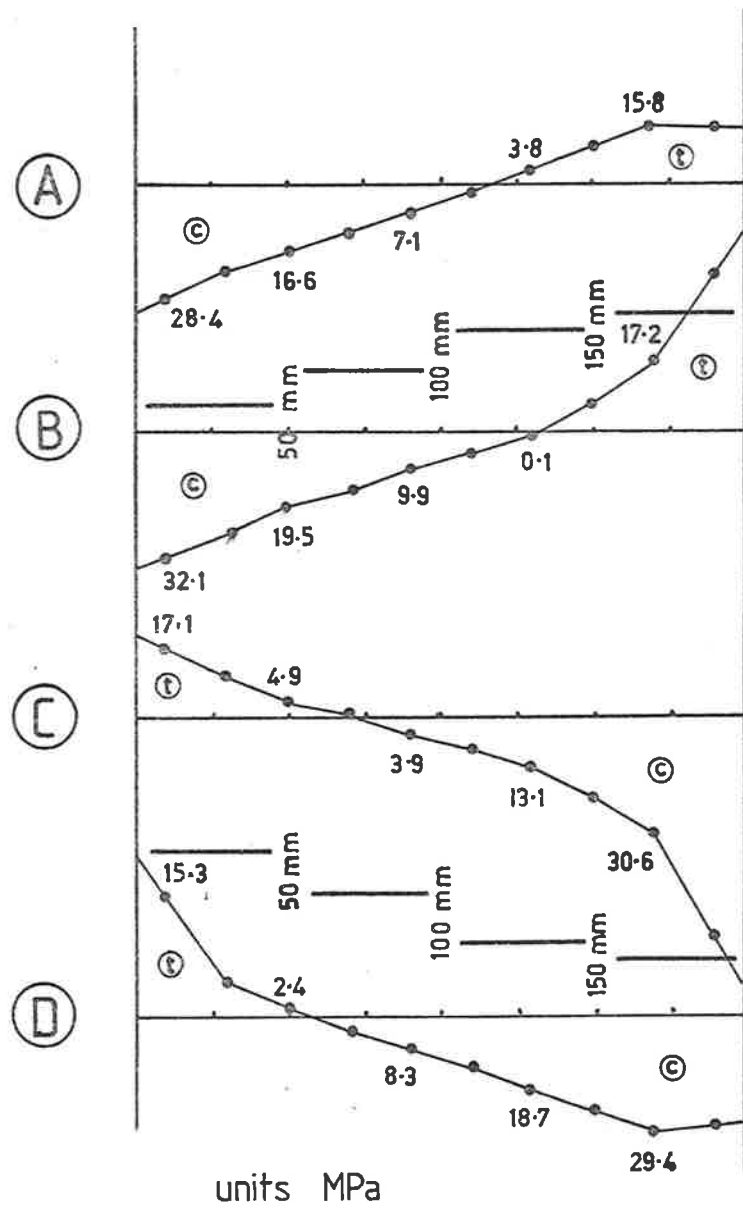 15·8
3·8
A
t
c
7·1
16·6
28·4
150 mm
17·2
100 mm
t
50 mm
B
c
0·1
9·9
19·5
32·1
17·1
4·9
t
C
3·9
c
13·1
30·6
15·3
50 mm
100 mm
150 mm
t
2·4
D
8·3
c
18·7
29·4
units MPa